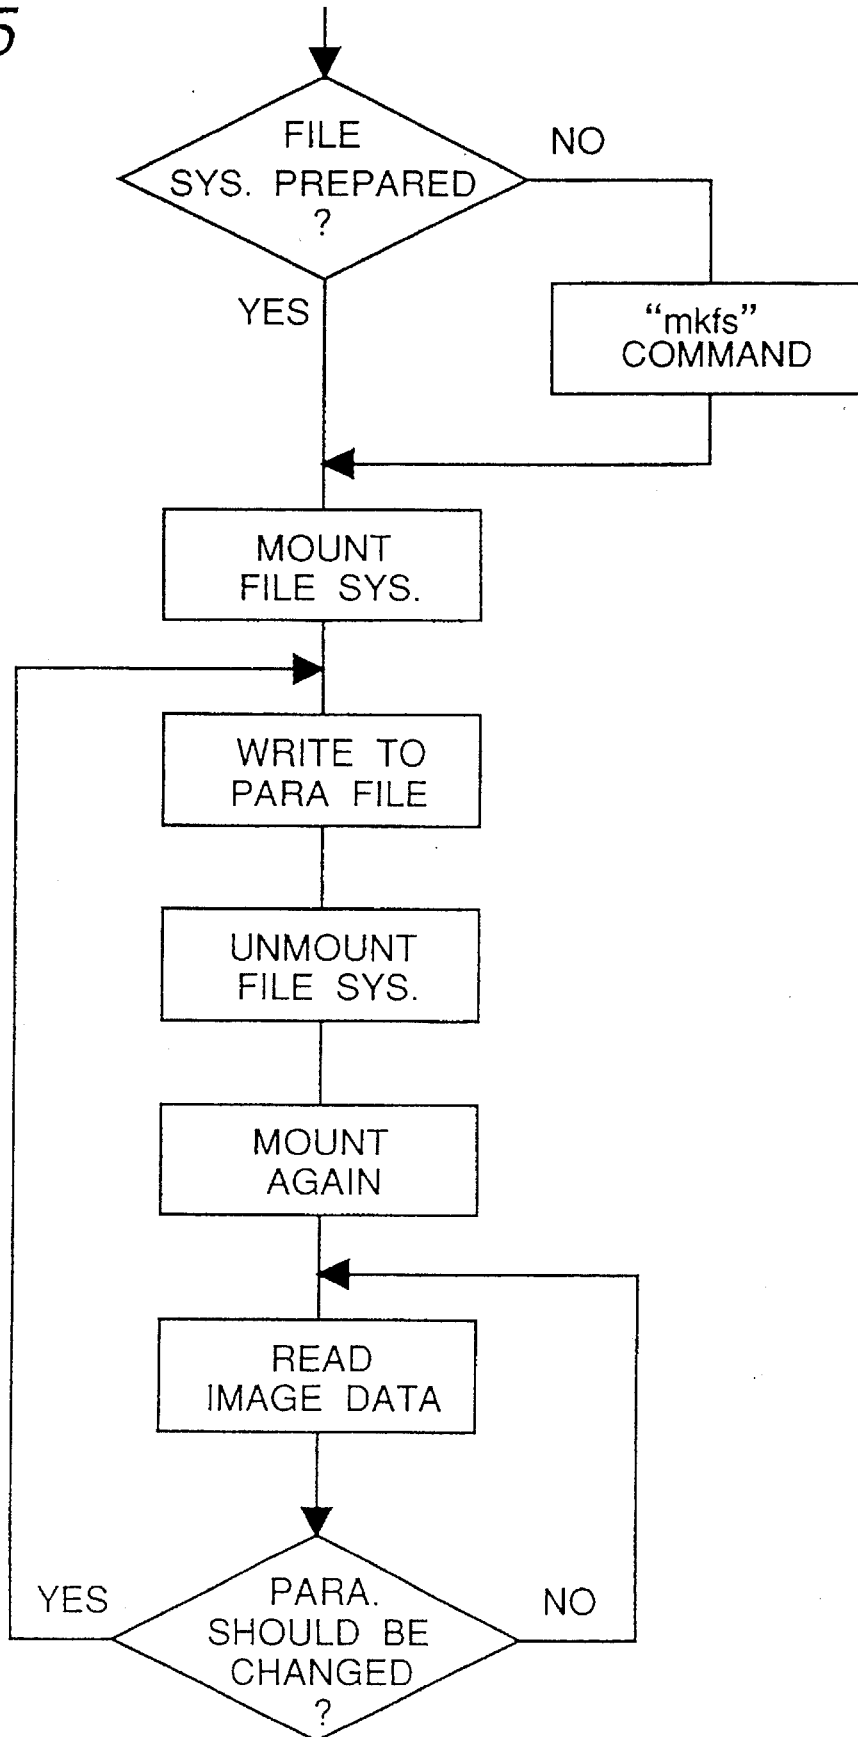 5
FILE
SYS. PREPARED
?
NO
YES
“mkfs”
COMMAND
MOUNT
FILE SYS.
WRITE TO
PARA FILE
UNMOUNT
FILE SYS.
MOUNT
AGAIN
READ
IMAGE DATA
YES
PARA.
SHOULD BE
CHANGED
?
NO